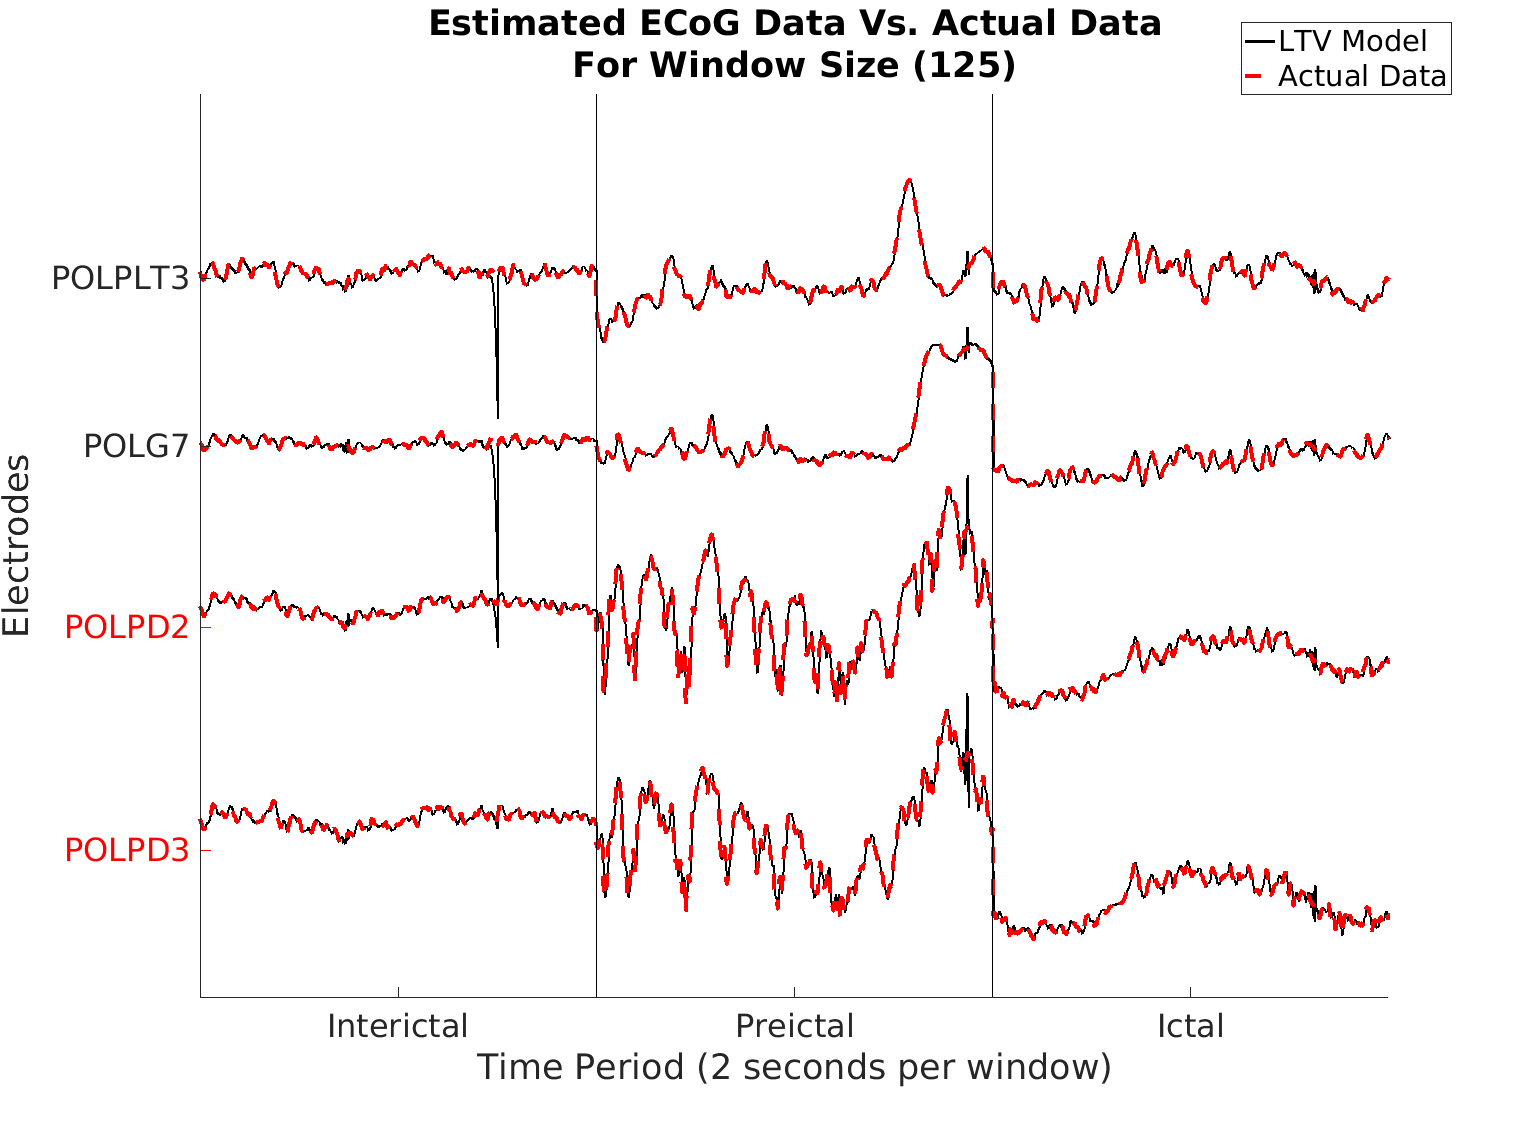 Estimated ECoG Data Vs. Actual Data
For Window Size (125)
LTV Model
Actual Data
Electrodes
POLPLT3
POLG7
POLPD2
POLPD3
Interictal
Preictal
Ictal
Time Period (2 seconds per window)